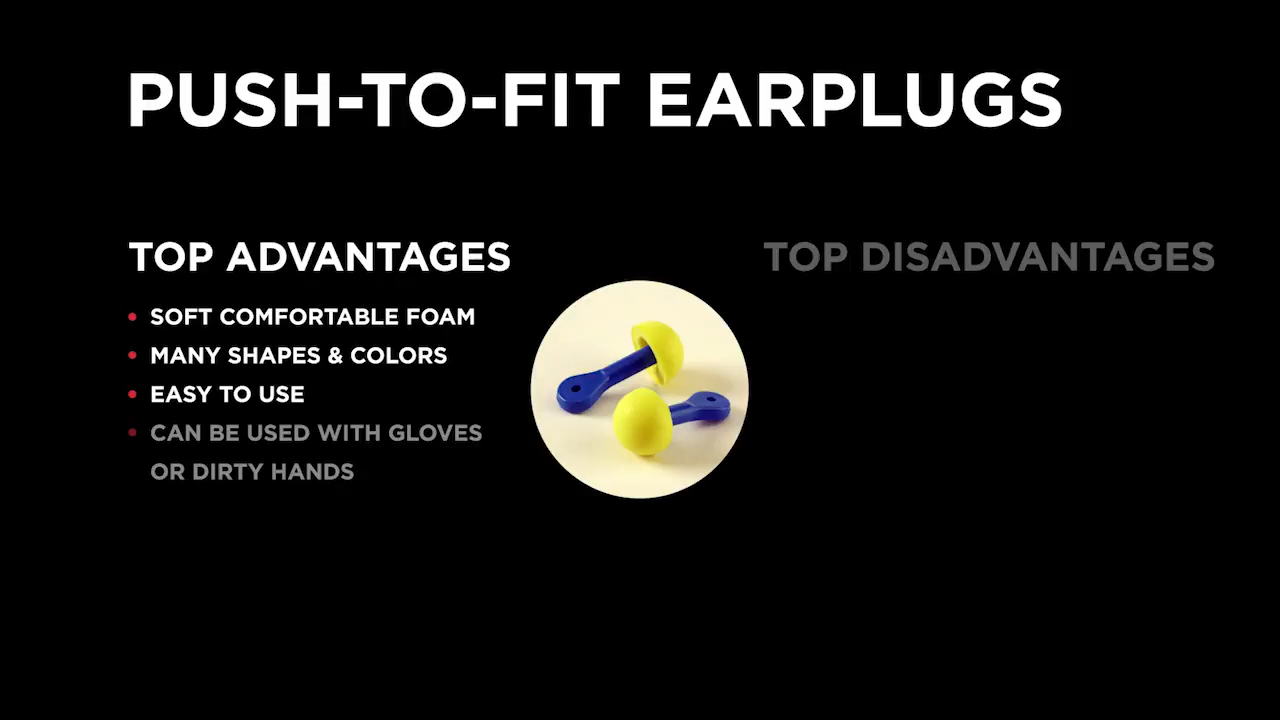 PUSH-TO-FIT EARPLUGS
TOP ADVANTAGES
• SOFT COMFORTABLE FOAM
• MANY SHAPES & COLORS
• EASY TO USE
• CAN BE USED WITH GLOVES
OR DIRTY HANDS
TOP DISADVANTAGES